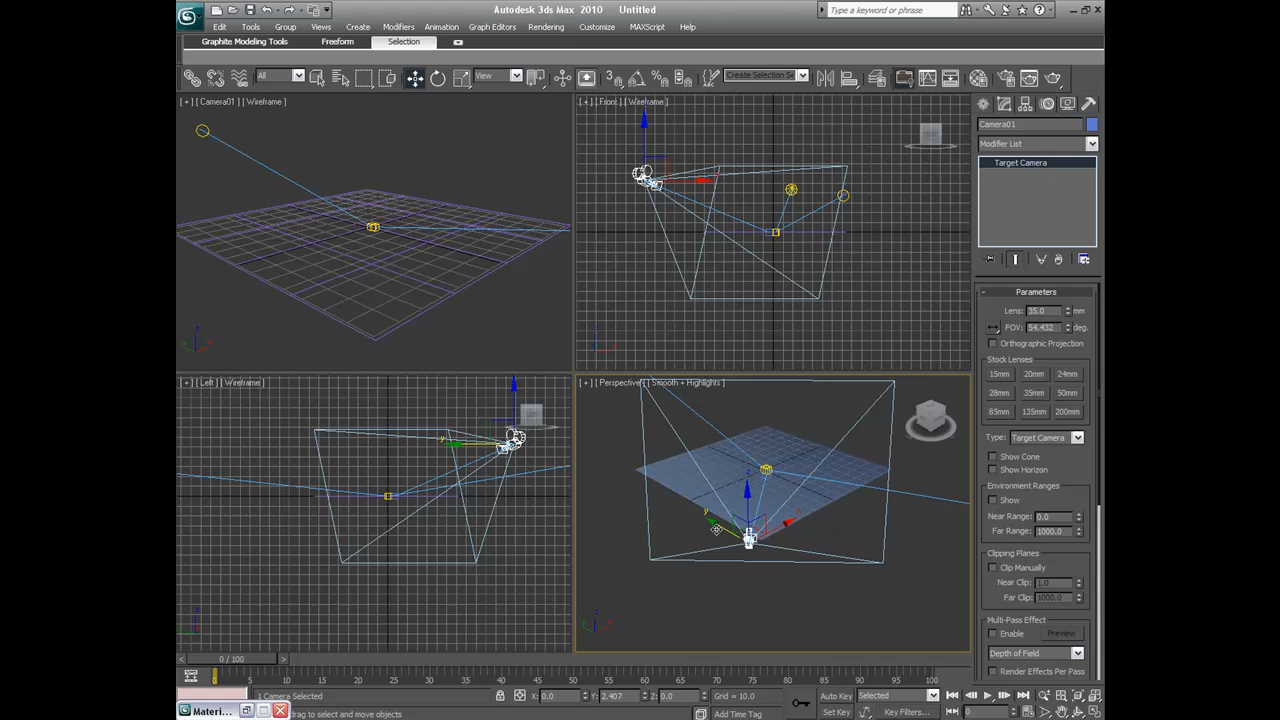 Autodesk 3ds Max 2010 Untitled
Type a keyword or phrase
Edit Tools Group Views Create Modifiers Animation Graph Editors Rendering Customize MAXScript Help
Graphite Modeling Tools Freeform Selection
All View 3 Create Selection Se
[ + ] [ Camera01 ] [ Wireframe ]
[ + ] [ Front ] [ Wireframe ]
Camera01
Modifier List
Target Camera
Parameters
Lens: 35.0 mm
FOV: 54.432 deg.
Orthographic Projection
Stock Lenses
15mm 20mm 24mm
28mm 35mm 50mm
85mm 135mm 200mm
Type: Target Camera
Show Cone
Show Horizon
Environment Ranges
Show
Near Range: 0.0
Far Range: 1000.0
Clipping Planes
Clip Manually
Near Clip: 1.0
Far Clip: 1000.0
Multi-Pass Effect
Enable Preview
Depth of Field
Render Effects Per Pass
[ + ] [ Left ] [ Wireframe ]
[ + ] [ Perspective ] [ Smooth + Highlights ]
0 / 100
0 5 10 15 20 25 30 35 40 45 50 55 60 65 70 75 80 85 90 95 100
1 Camera Selected X: 0.0 Y: 2.407 Z: 0.0 Grid = 10.0 Auto Key Selected
Materi... drag to select and move objects Add Time Tag Set Key Key Filters... 0